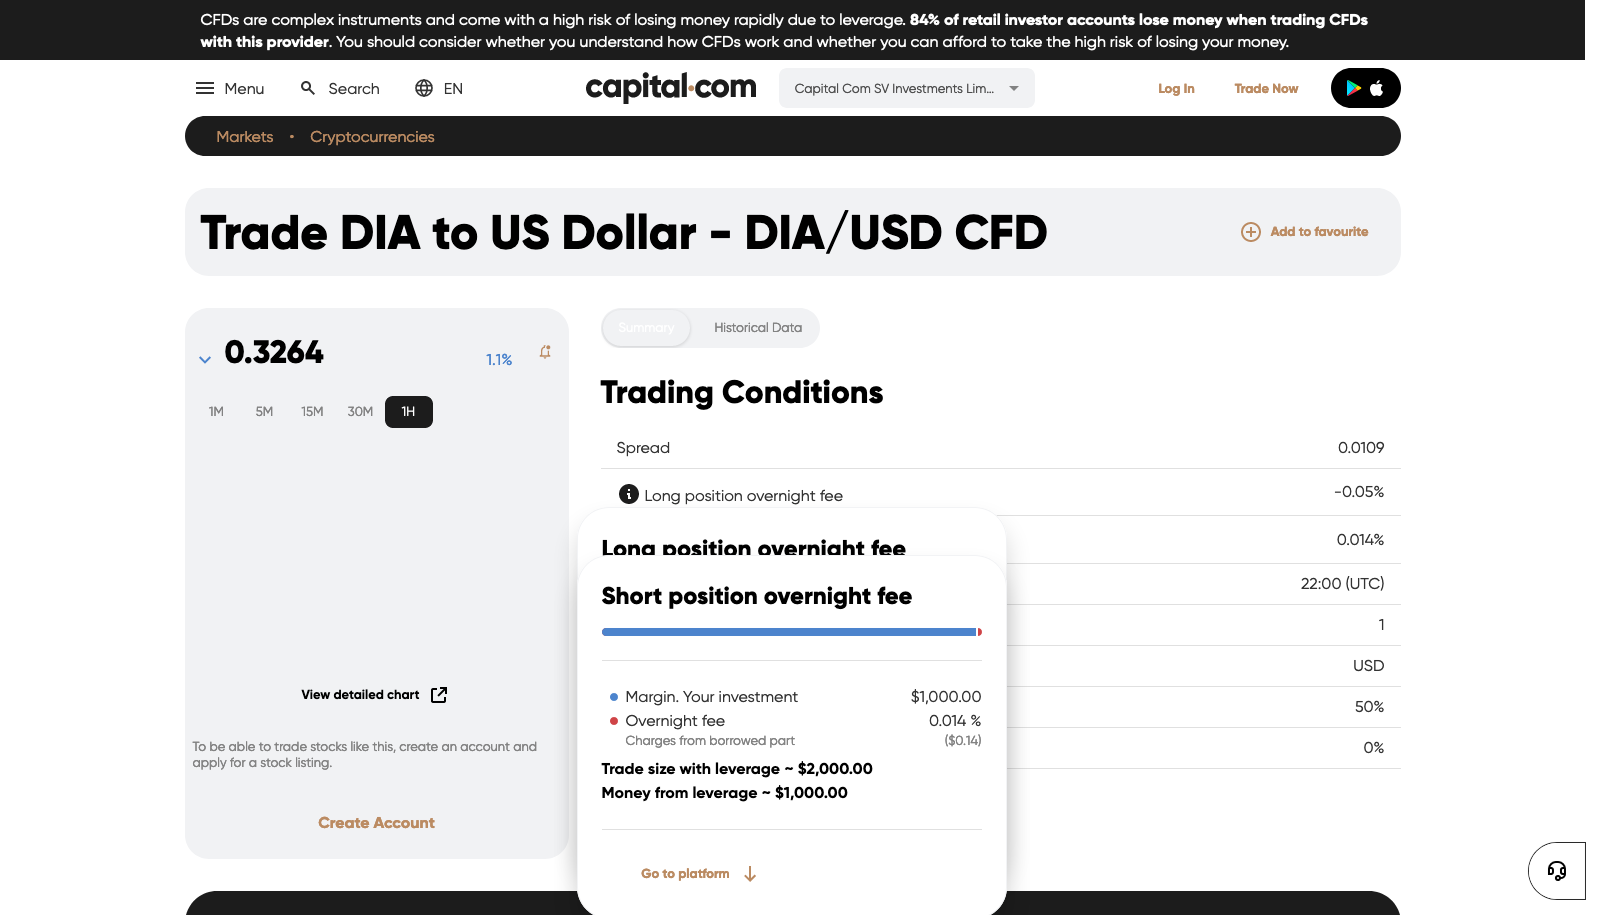 CFDs are complex instruments and come with a high risk of losing money rapidly due to leverage. 84% of retail investor accounts lose money when trading CFDs
with this provider. You should consider whether you understand how CFDs work and whether you can afford to take the high risk of losing your money.
Menu
Search
EN
capital.com
Capital Com SV Investments Lim...
Log In
Trade Now
Markets • Cryptocurrencies
Trade DIA to US Dollar - DIA/USD CFD
Add to favourite
0.3264
1.1%
1M 5M 15M 30M 1H
View detailed chart
To be able to trade stocks like this, create an account and
apply for a stock listing.
Create Account
Summary
Historical Data
Trading Conditions
Spread 0.0109
Long position overnight fee -0.05%
0.014%
22:00 (UTC)
1
USD
50%
0%
Long position overnight fee
Short position overnight fee
Margin. Your investment $1,000.00
Overnight fee 0.014 %
Charges from borrowed part ($0.14)
Trade size with leverage ~ $2,000.00
Money from leverage ~ $1,000.00
Go to platform